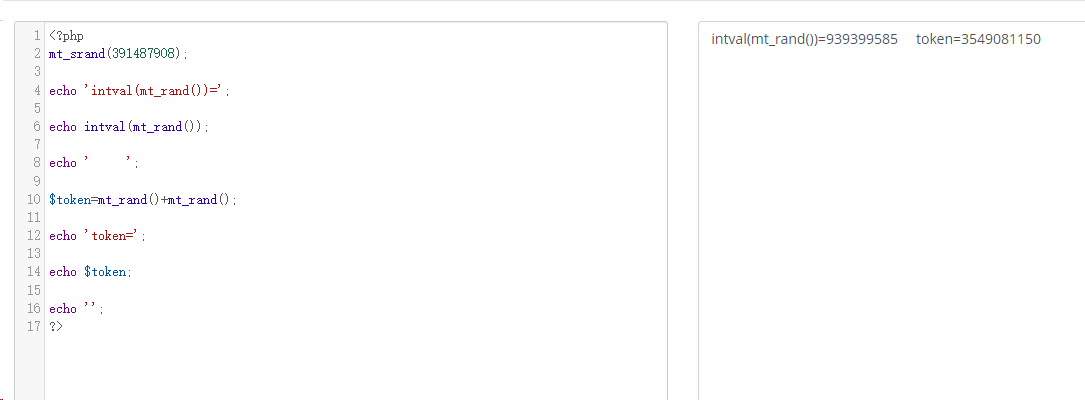 1 <?php
2 mt_srand(391487908);
3
4 echo 'intval(mt_rand())=';
5
6 echo intval(mt_rand());
7
8 echo '     ';
9
10 $token=mt_rand()+mt_rand();
11
12 echo 'token=';
13
14 echo $token;
15
16 echo '';
17 ?>
intval(mt_rand())=939399585 token=3549081150